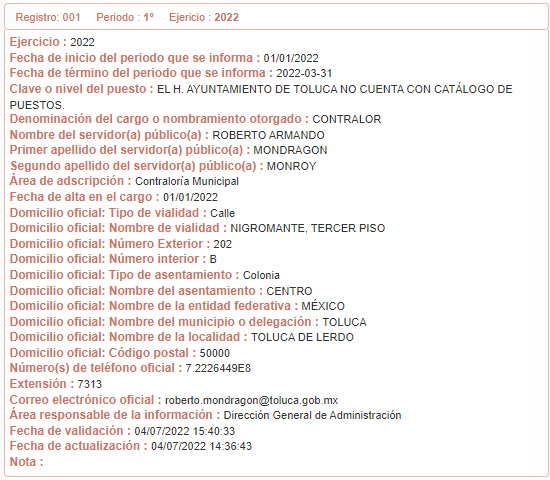 Registro: 001 Periodo : 1º Ejericio : 2022
Ejercicio : 2022
Fecha de inicio del periodo que se informa : 01/01/2022
Fecha de término del periodo que se informa : 2022-03-31
Clave o nivel del puesto : EL H. AYUNTAMIENTO DE TOLUCA NO CUENTA CON CATÁLOGO DE
PUESTOS.
Denominación del cargo o nombramiento otorgado : CONTRALOR
Nombre del servidor(a) público(a) : ROBERTO ARMANDO
Primer apellido del servidor(a) público(a) : MONDRAGON
Segundo apellido del servidor(a) público(a) : MONROY
Área de adscripción : Contraloría Municipal
Fecha de alta en el cargo : 01/01/2022
Domicilio oficial: Tipo de vialidad : Calle
Domicilio oficial: Nombre de vialidad : NIGROMANTE, TERCER PISO
Domicilio oficial: Número Exterior : 202
Domicilio oficial: Número interior : B
Domicilio oficial: Tipo de asentamiento : Colonia
Domicilio oficial: Nombre del asentamiento : CENTRO
Domicilio oficial: Nombre de la entidad federativa : MÉXICO
Domicilio oficial: Nombre del municipio o delegación : TOLUCA
Domicilio oficial: Nombre de la localidad : TOLUCA DE LERDO
Domicilio oficial: Código postal : 50000
Número(s) de teléfono oficial : 7.2226449E8
Extensión : 7313
Correo electrónico oficial : roberto.mondragon@toluca.gob.mx
Área responsable de la información : Dirección General de Administración
Fecha de validación : 04/07/2022 15:40:33
Fecha de actualización : 04/07/2022 14:36:43
Nota :